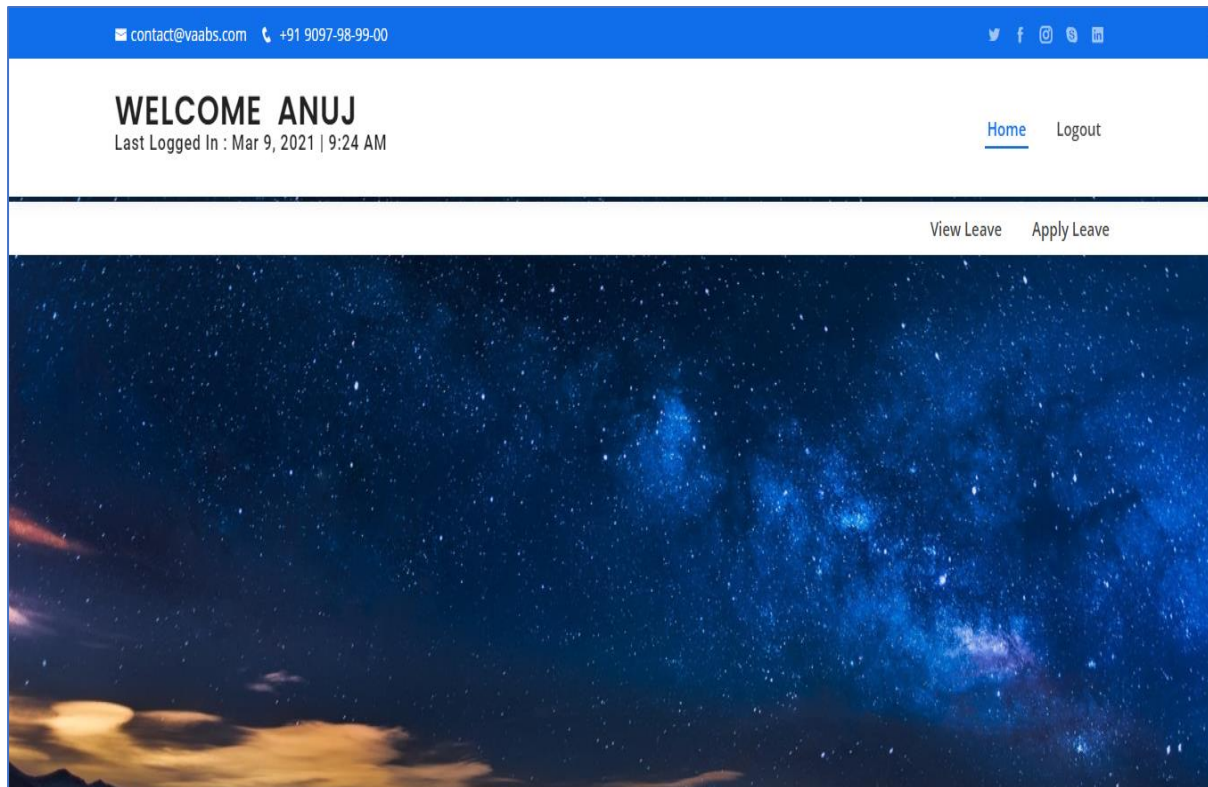 contact@vaabs.com +91 9097-98-99-00
WELCOME ANUJ
Last Logged In : Mar 9, 2021 | 9:24 AM
Home Logout
View Leave Apply Leave